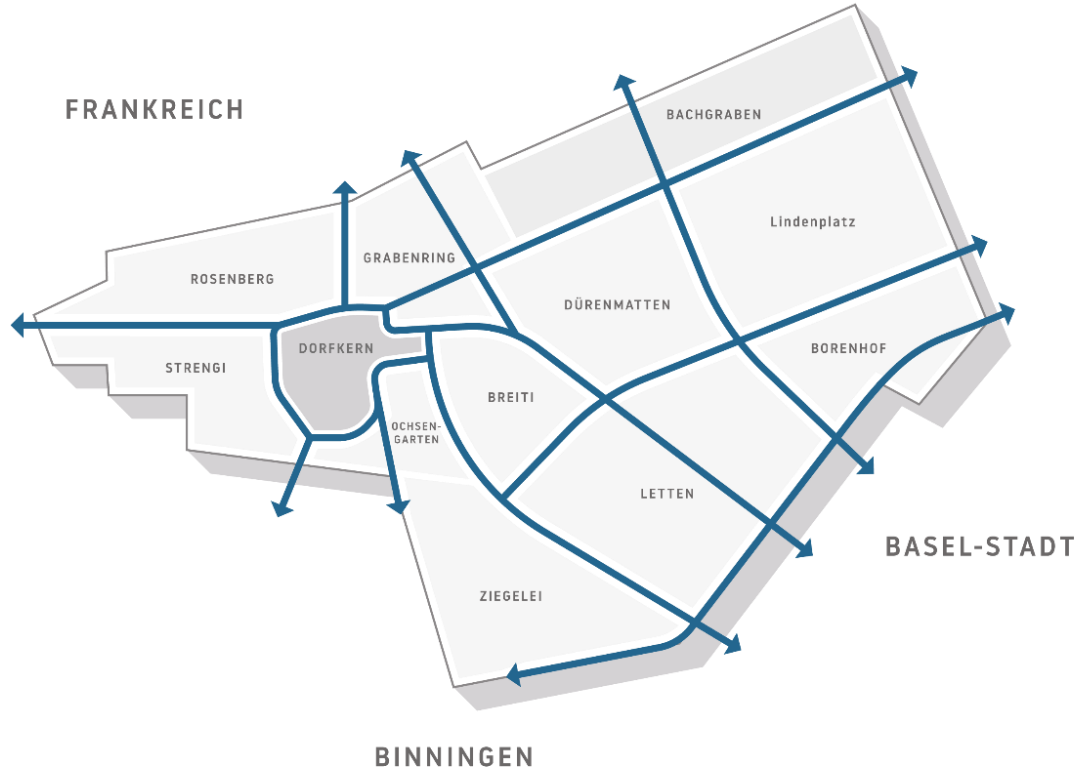 FRANKREICH
BACHGRABEN
Lindenplatz
GRABENRING
ROSENBERG
DÜRENMATTEN
DORFKERN
BORENHOF
STRENGI
BREITI
OCHSEN-
GARTEN
LETTEN
BASEL-STADT
ZIEGELEI
BINNINGEN